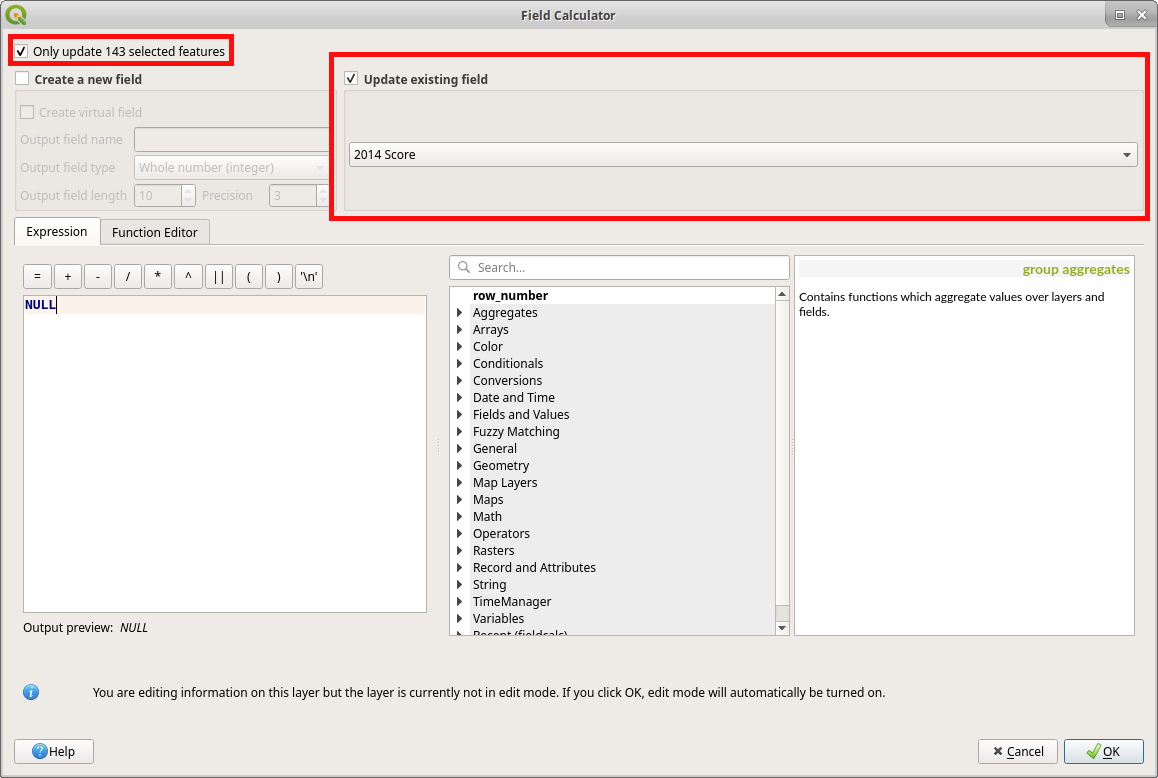 Field Calculator
Only update 143 selected features
Create a new field
Create virtual field
Output field name
Output field type Whole number (integer)
Output field length 10 Precision 3
Update existing field
2014 Score
Expression Function Editor
= + - / * ^ || ( ) '\n'
NULL
Output preview: NULL
Search...
row_number
Aggregates
Arrays
Color
Conditionals
Conversions
Date and Time
Fields and Values
Fuzzy Matching
General
Geometry
Map Layers
Maps
Math
Operators
Rasters
Record and Attributes
String
TimeManager
Variables
Recent (fieldcalc)
group aggregates
Contains functions which aggregate values over layers and
fields.
You are editing information on this layer but the layer is currently not in edit mode. If you click OK, edit mode will automatically be turned on.
Help Cancel OK